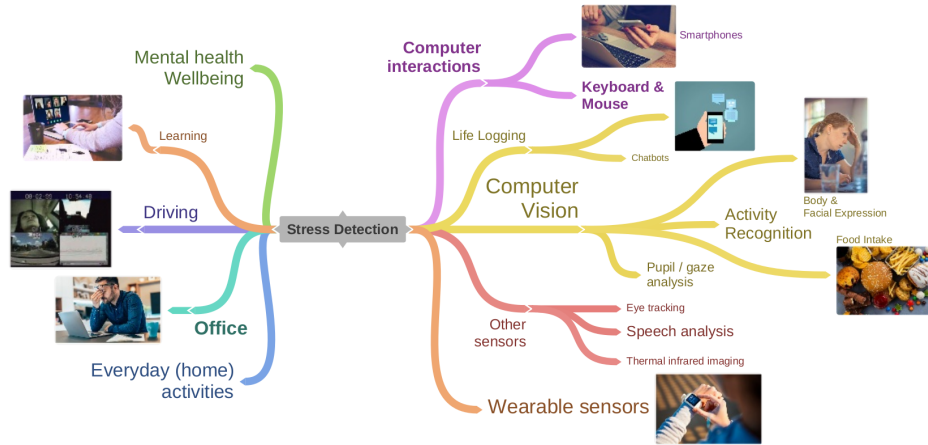 Mental health
Wellbeing
Learning
Driving
Office
Everyday (home)
activities
Stress Detection
Computer
interactions
Smartphones
Keyboard &
Mouse
Life Logging
Chatbots
Computer
Vision
Body &
Facial Expression
Activity
Recognition
Food Intake
Pupil / gaze
analysis
Other
sensors
Eye tracking
Speech analysis
Thermal infrared imaging
Wearable sensors